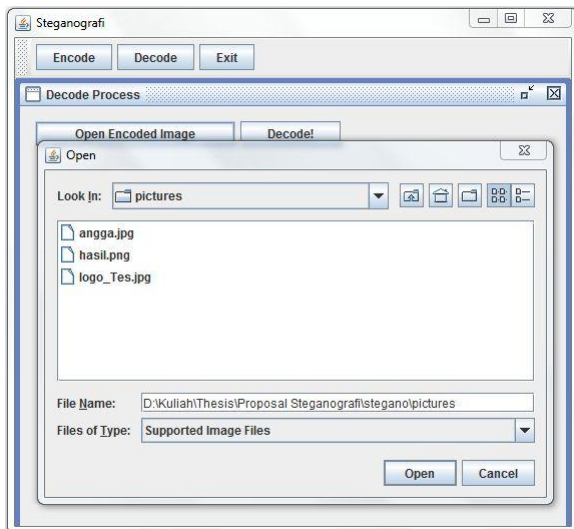 Steganografi
Encode Decode Exit
Decode Process
Open Encoded Image Decode!
Open
Look In: pictures
angga.jpg
hasil.png
logo_Tes.jpg
File Name: D:\Kuliah\Thesis\Proposal Steganografi\stegano\pictures
Files of Type: Supported Image Files
Open Cancel